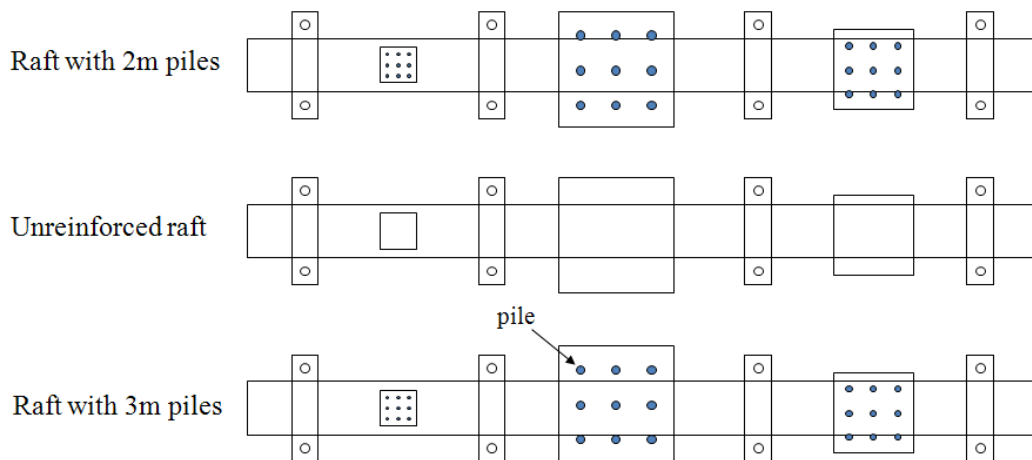 Raft with 2m piles
Unreinforced raft
pile
Raft with 3m piles